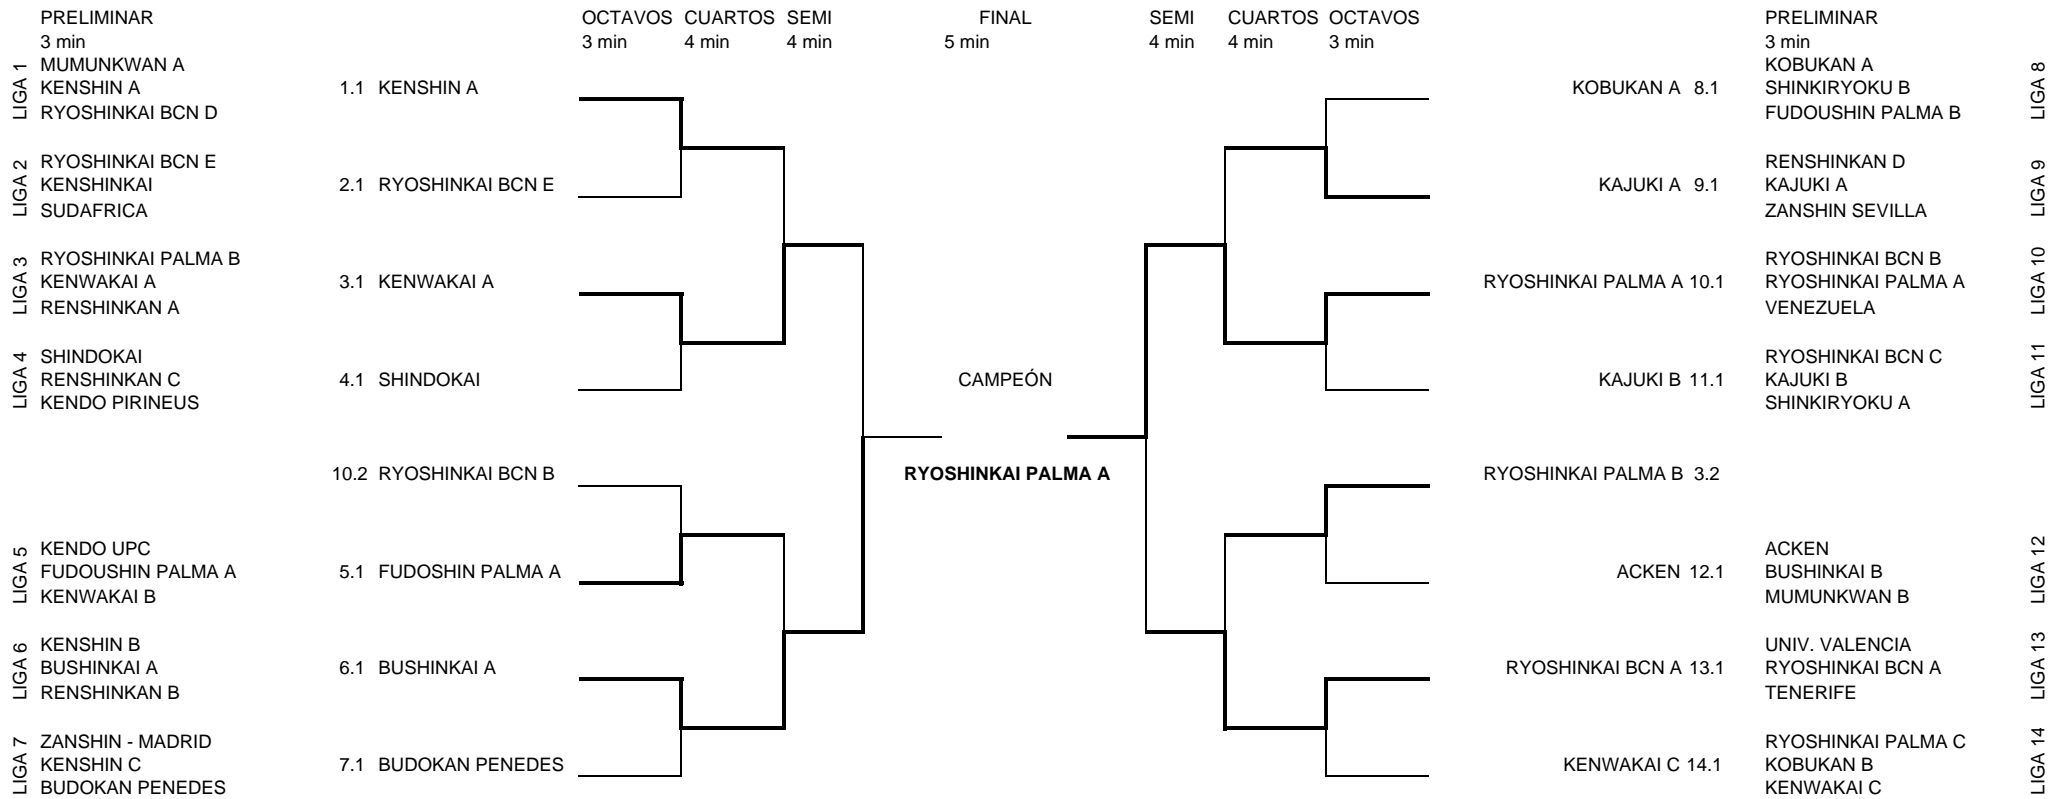 PRELIMINAR OCTAVOS CUARTOS SEMI FINAL SEMI CUARTOS OCTAVOS PRELIMINAR
3 min 3 min 4 min 4 min 5 min 4 min 4 min 3 min 3 min
LIGA 1
MUMUNKWAN A
KENSHIN A
RYOSHINKAI BCN D
1.1 KENSHIN A
KOBUKAN A 8.1
KOBUKAN A
SHINKIRYOKU B
FUDOUSHIN PALMA B
LIGA 8
LIGA 2
RYOSHINKAI BCN E
KENSHINKAI
SUDAFRICA
2.1 RYOSHINKAI BCN E
KAJUKI A 9.1
RENSHINKAN D
KAJUKI A
ZANSHIN SEVILLA
LIGA 9
LIGA 3
RYOSHINKAI PALMA B
KENWAKAI A
RENSHINKAN A
3.1 KENWAKAI A
RYOSHINKAI PALMA A 10.1
RYOSHINKAI BCN B
RYOSHINKAI PALMA A
VENEZUELA
LIGA 10
LIGA 4
SHINDOKAI
RENSHINKAN C
KENDO PIRINEUS
4.1 SHINDOKAI
CAMPEÓN
KAJUKI B 11.1
RYOSHINKAI BCN C
KAJUKI B
SHINKIRYOKU A
LIGA 11
10.2 RYOSHINKAI BCN B
RYOSHINKAI PALMA A
RYOSHINKAI PALMA B 3.2
LIGA 5
KENDO UPC
FUDOUSHIN PALMA A
KENWAKAI B
5.1 FUDOSHIN PALMA A
ACKEN 12.1
ACKEN
BUSHINKAI B
MUMUNKWAN B
LIGA 12
LIGA 6
KENSHIN B
BUSHINKAI A
RENSHINKAN B
6.1 BUSHINKAI A
RYOSHINKAI BCN A 13.1
UNIV. VALENCIA
RYOSHINKAI BCN A
TENERIFE
LIGA 13
LIGA 7
ZANSHIN - MADRID
KENSHIN C
BUDOKAN PENEDES
7.1 BUDOKAN PENEDES
KENWAKAI C 14.1
RYOSHINKAI PALMA C
KOBUKAN B
KENWAKAI C
LIGA 14